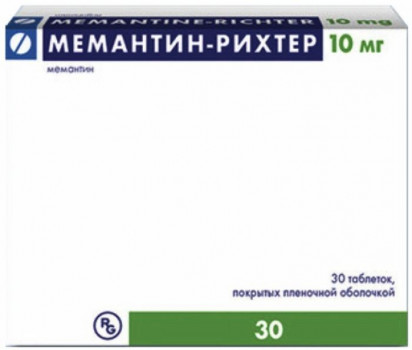 MEMANTINE-RICHTER 10 mg
МЕМАНТИН-РИХТЕР 10 мг
мемантин
30 таблеток,
покрытых пленочной оболочкой
RG
30